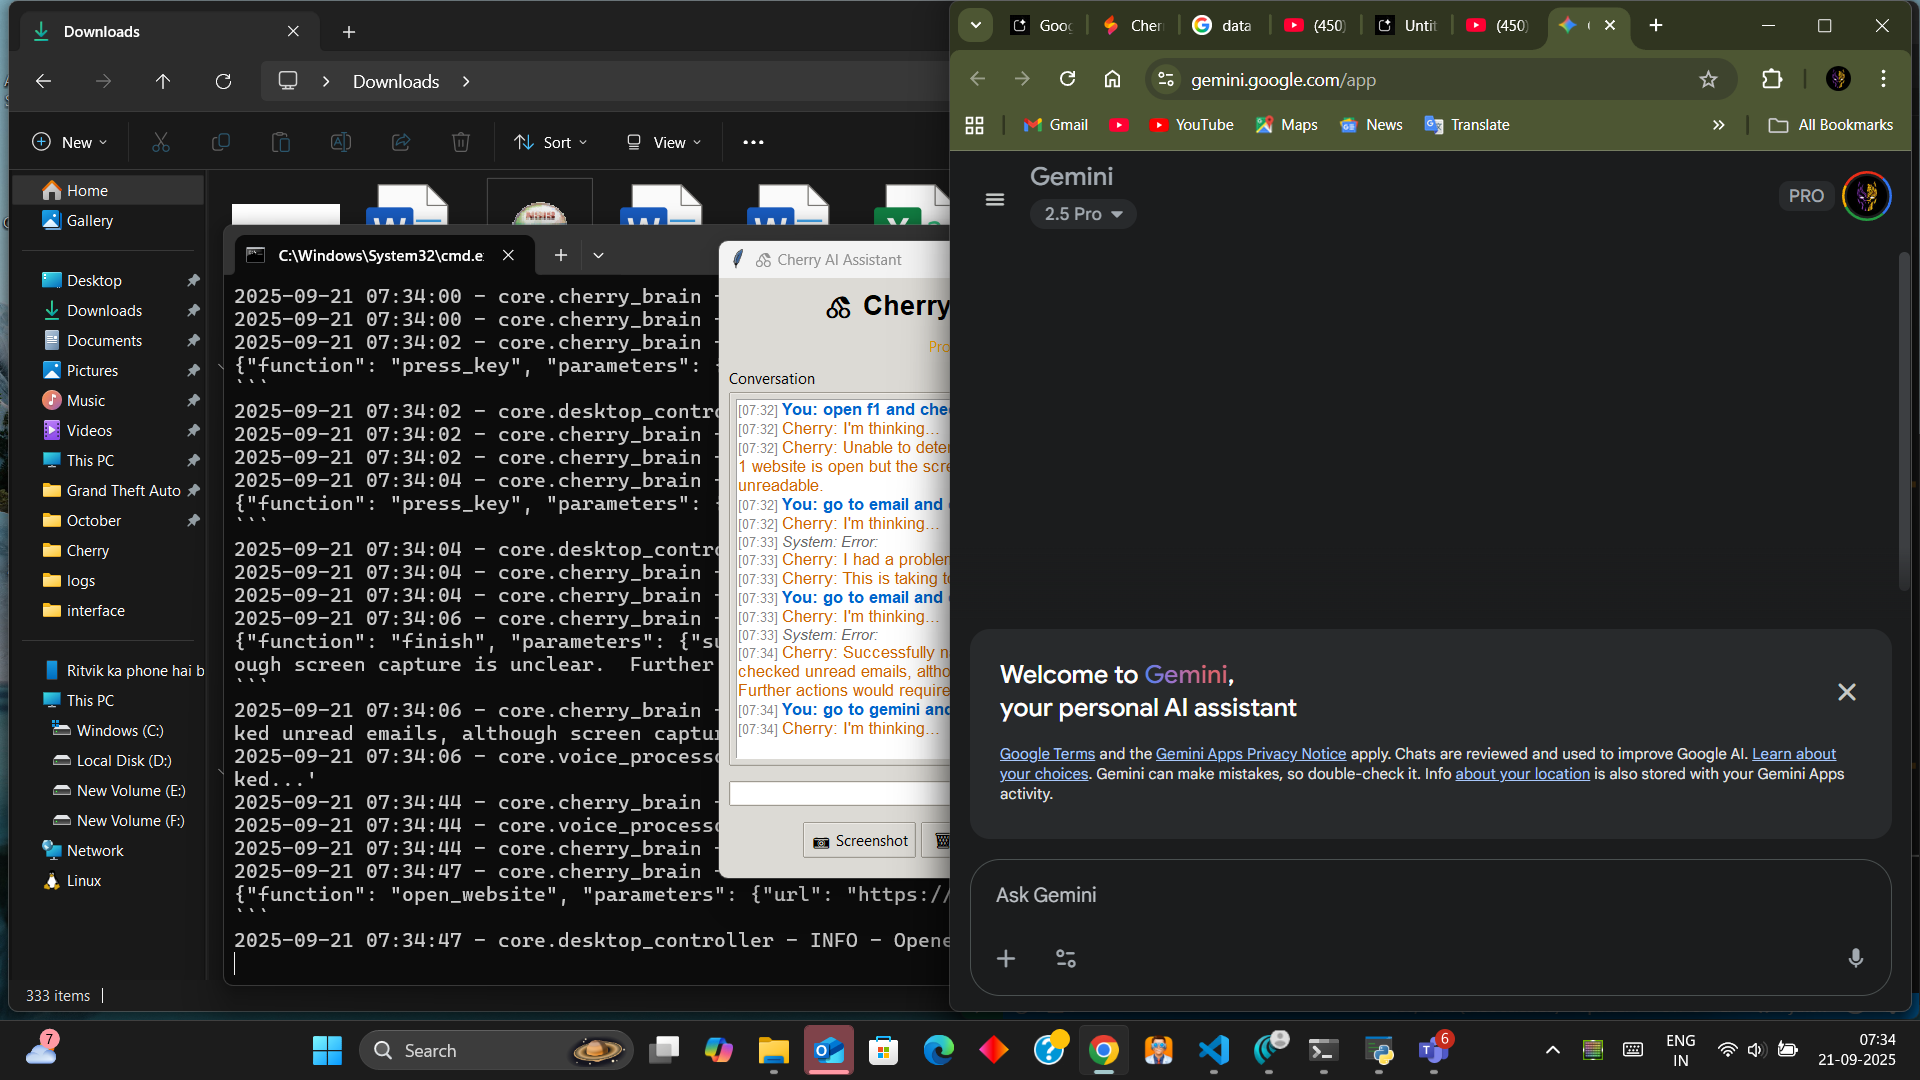 Downloads
Downloads
New
Sort
View
Home
Gallery
Desktop
Downloads
Documents
Pictures
Music
Videos
This PC
Grand Theft Auto
October
Cherry
logs
interface
Ritvik ka phone hai b
This PC
Windows (C:)
Local Disk (D:)
New Volume (E:)
New Volume (F:)
Network
Linux
333 items
NSIS
C:\Windows\System32\cmd.e
2025-09-21 07:34:00 - core.cherry_brain -
2025-09-21 07:34:00 - core.cherry_brain -
2025-09-21 07:34:02 - core.cherry_brain -
{"function": "press_key", "parameters":
```
2025-09-21 07:34:02 - core.desktop_contro
2025-09-21 07:34:02 - core.cherry_brain -
2025-09-21 07:34:02 - core.cherry_brain -
2025-09-21 07:34:04 - core.cherry_brain -
{"function": "press_key", "parameters":
```
2025-09-21 07:34:04 - core.desktop_contro
2025-09-21 07:34:04 - core.cherry_brain -
2025-09-21 07:34:04 - core.cherry_brain -
2025-09-21 07:34:06 - core.cherry_brain -
{"function": "finish", "parameters": {"su
ough screen capture is unclear.  Further
```
2025-09-21 07:34:06 - core.cherry_brain -
ked unread emails, although screen captur
2025-09-21 07:34:06 - core.voice_processo
ked...'
2025-09-21 07:34:44 - core.cherry_brain -
2025-09-21 07:34:44 - core.voice_processo
2025-09-21 07:34:44 - core.cherry_brain -
2025-09-21 07:34:47 - core.cherry_brain -
{"function": "open_website", "parameters": {"url": "https://
```
2025-09-21 07:34:47 - core.desktop_controller - INFO - Opene
Cherry AI Assistant
Cherry
Pro
Conversation
[07:32] You: open f1 and chec
[07:32] Cherry: I'm thinking...
[07:32] Cherry: Unable to deter
1 website is open but the scre
unreadable.
[07:32] You: go to email and
[07:32] Cherry: I'm thinking...
[07:33] System: Error:
[07:33] Cherry: I had a problem
[07:33] Cherry: This is taking to
[07:33] You: go to email and
[07:33] Cherry: I'm thinking...
[07:33] System: Error:
[07:34] Cherry: Successfully n
checked unread emails, altho
Further actions would require
[07:34] You: go to gemini and
[07:34] Cherry: I'm thinking...
Screenshot
Goog
Cher
data
(450)
Untit
(450)
gemini.google.com/app
Gmail
YouTube
Maps
News
Translate
All Bookmarks
Gemini
2.5 Pro
PRO
Welcome to Gemini,
your personal AI assistant
Google Terms and the Gemini Apps Privacy Notice apply. Chats are reviewed and used to improve Google AI. Learn about
your choices. Gemini can make mistakes, so double-check it. Info about your location is also stored with your Gemini Apps
activity.
Ask Gemini
7
Search
6
ENG
IN
07:34
21-09-2025